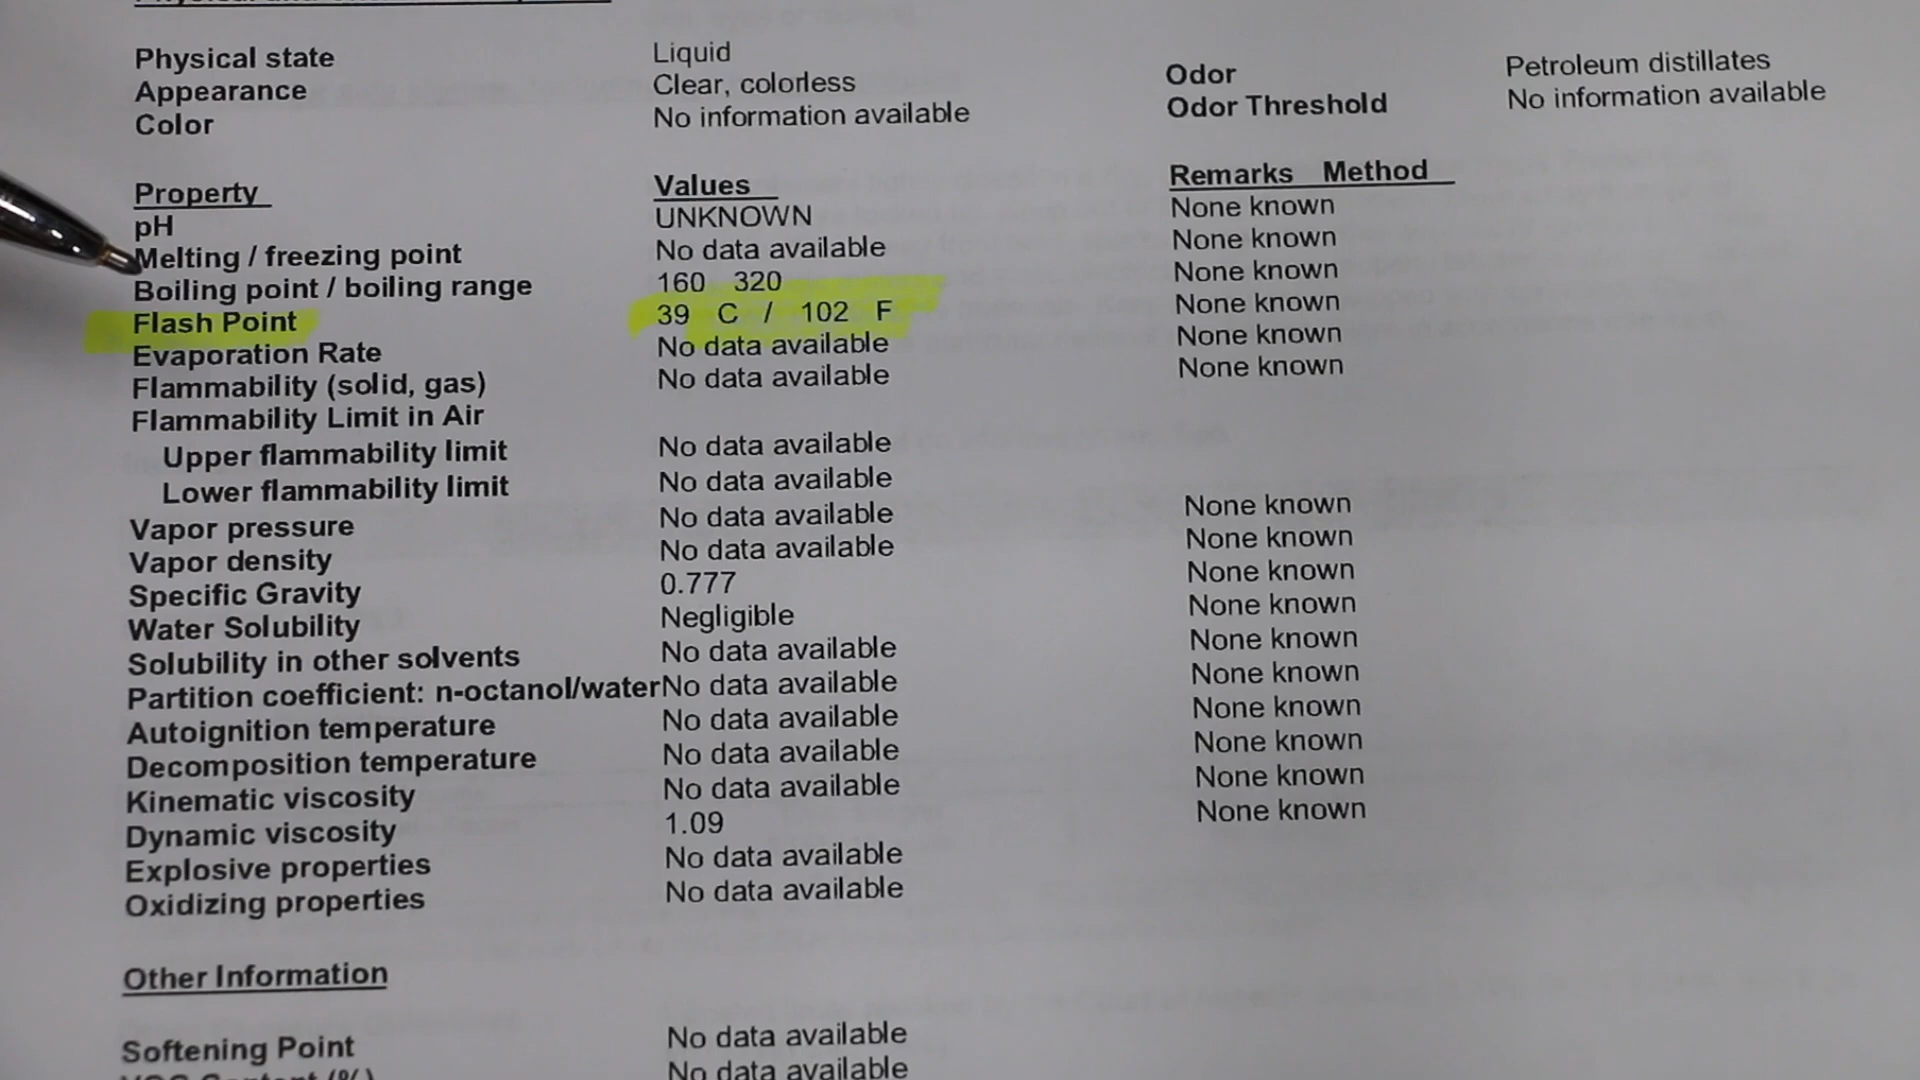 Physical state Liquid Odor Petroleum distillates
Appearance Clear, colorless Odor Threshold No information available
Color No information available
Property Values Remarks Method
pH UNKNOWN None known
Melting / freezing point No data available None known
Boiling point / boiling range 160 320 None known
Flash Point 39 C / 102 F None known
Evaporation Rate No data available None known
Flammability (solid, gas) No data available None known
Flammability Limit in Air
Upper flammability limit No data available
Lower flammability limit No data available
Vapor pressure No data available None known
Vapor density No data available None known
Specific Gravity 0.777 None known
Water Solubility Negligible None known
Solubility in other solvents No data available None known
Partition coefficient: n-octanol/water No data available None known
Autoignition temperature No data available None known
Decomposition temperature No data available None known
Kinematic viscosity No data available None known
Dynamic viscosity 1.09 None known
Explosive properties No data available
Oxidizing properties No data available
Other Information
Softening Point No data available
VOC Content (%) No data available